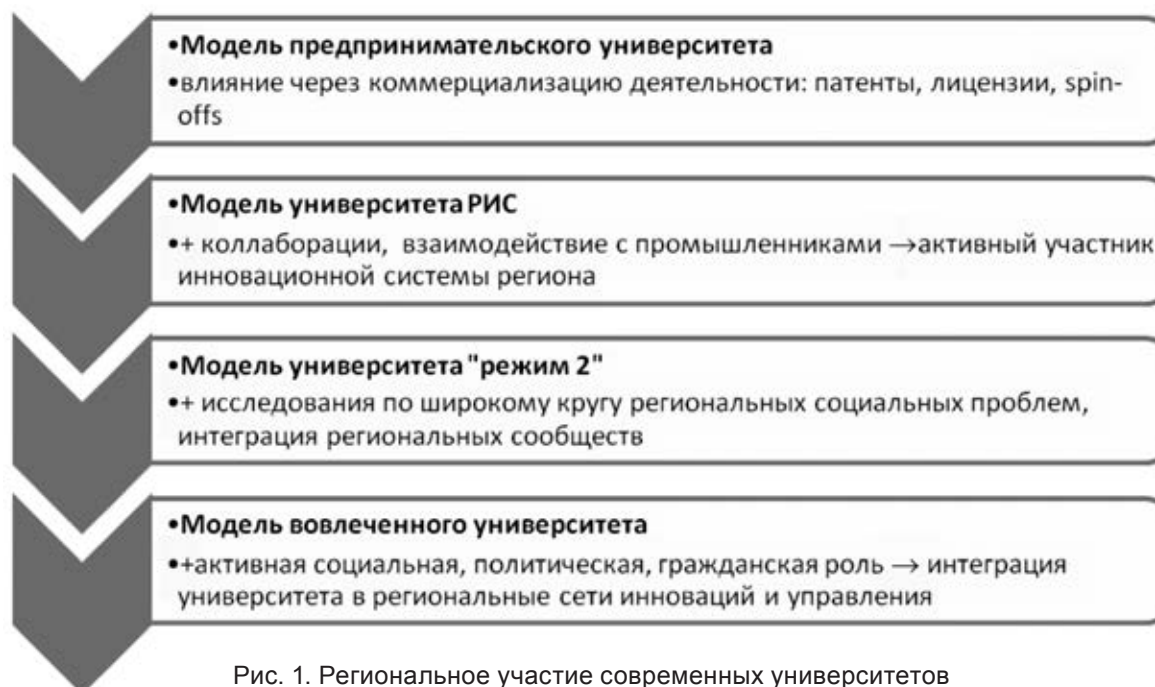 •Модель предпринимательского университета
•влияние через коммерциализацию деятельности: патенты, лицензии, spin-
offs
•Модель университета РИС
•+ коллаборации, взаимодействие с промышленниками →активный участник
инновационной системы региона
•Модель университета "режим 2"
•+ исследования по широкому кругу региональных социальных проблем,
интеграция региональных сообществ
•Модель вовлеченного университета
•+активная социальная, политическая, гражданская роль → интеграция
университета в региональные сети инноваций и управления
Рис. 1. Региональное участие современных университетов